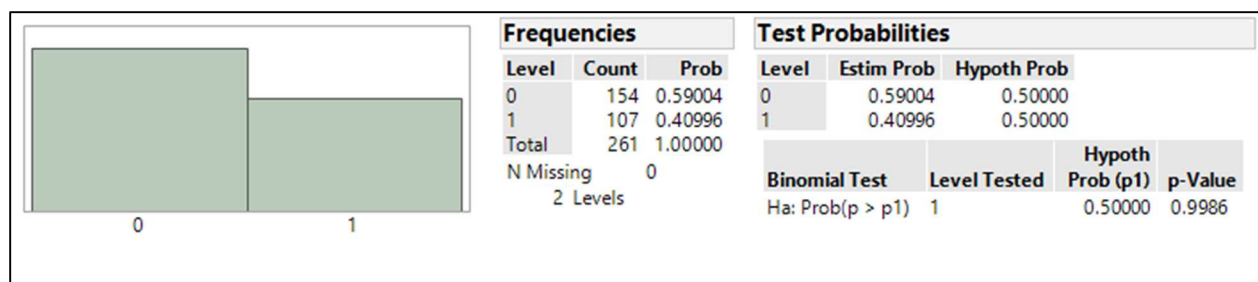 0 1
Frequencies
Level Count Prob
0 154 0.59004
1 107 0.40996
Total 261 1.00000
N Missing 0
2 Levels
Test Probabilities
Level Estim Prob Hypoth Prob
0 0.59004 0.50000
1 0.40996 0.50000
Binomial Test Level Tested Hypoth Prob (p1) p-Value
Ha: Prob(p > p1) 1 0.50000 0.9986